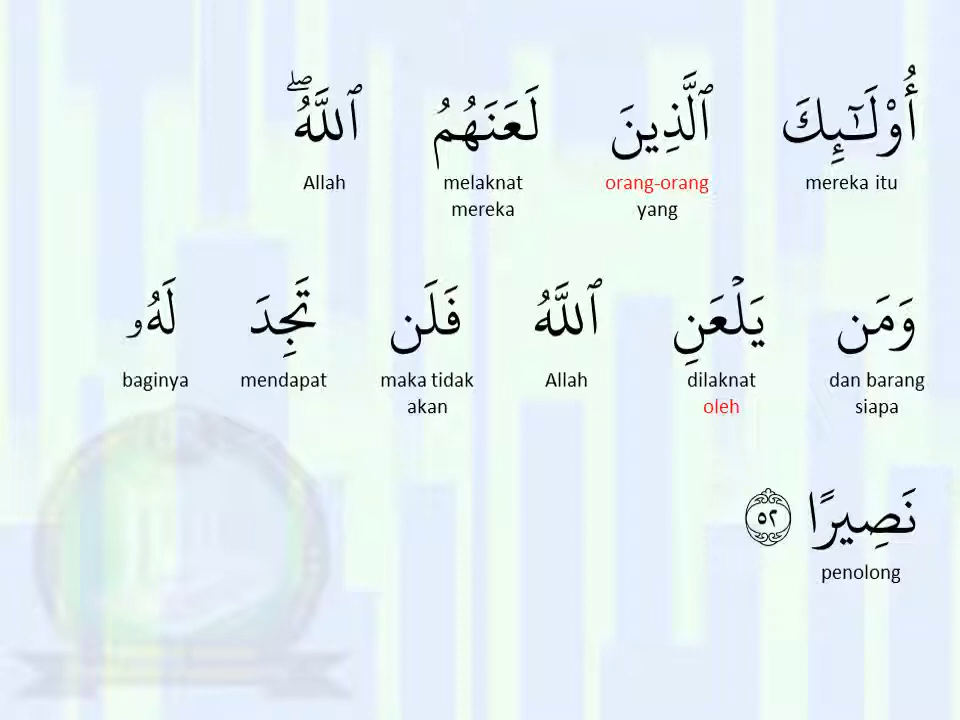 أُو۟لَـٰٓئِكَ ٱلَّذِينَ لَعَنَهُمُ ٱللَّهُ ۖ
mereka itu orang-orang yang melaknat mereka Allah
وَمَن يَلْعَنِ ٱللَّهُ فَلَن تَجِدَ لَهُۥ
dan barang siapa dilaknat oleh Allah maka tidak akan mendapat baginya
نَصِيرًا ٥٢
penolong